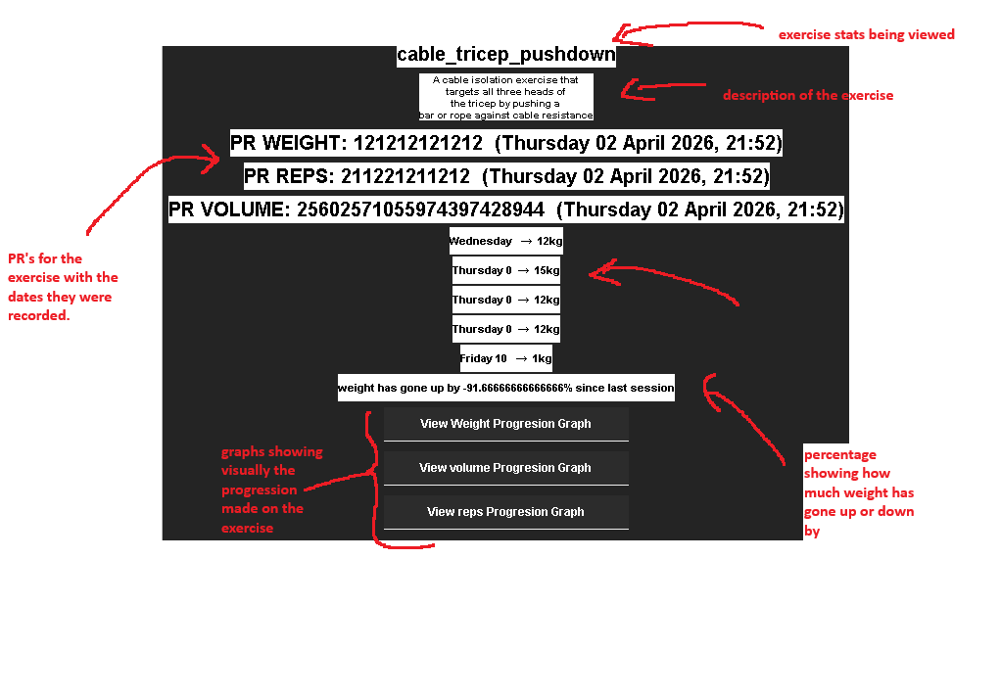 exercise stats being viewed
cable_tricep_pushdown
A cable isolation exercise that
targets all three heads of
the tricep by pushing a
bar or rope against cable resistance
description of the exercise
PR WEIGHT: 121212121212 (Thursday 02 April 2026, 21:52)
PR REPS: 211221211212 (Thursday 02 April 2026, 21:52)
PR VOLUME: 25602571055974397428944 (Thursday 02 April 2026, 21:52)
PR's for the
exercise with the
dates they were
recorded.
Wednesday → 12kg
Thursday 0 → 15kg
Thursday 0 → 12kg
Thursday 0 → 12kg
Friday 10 → 1kg
weight has gone up by -91.66666666666666% since last session
View Weight Progresion Graph
View volume Progresion Graph
View reps Progresion Graph
graphs showing
visually the
progression
made on the
exercise
percentage
showing how
much weight has
gone up or down
by